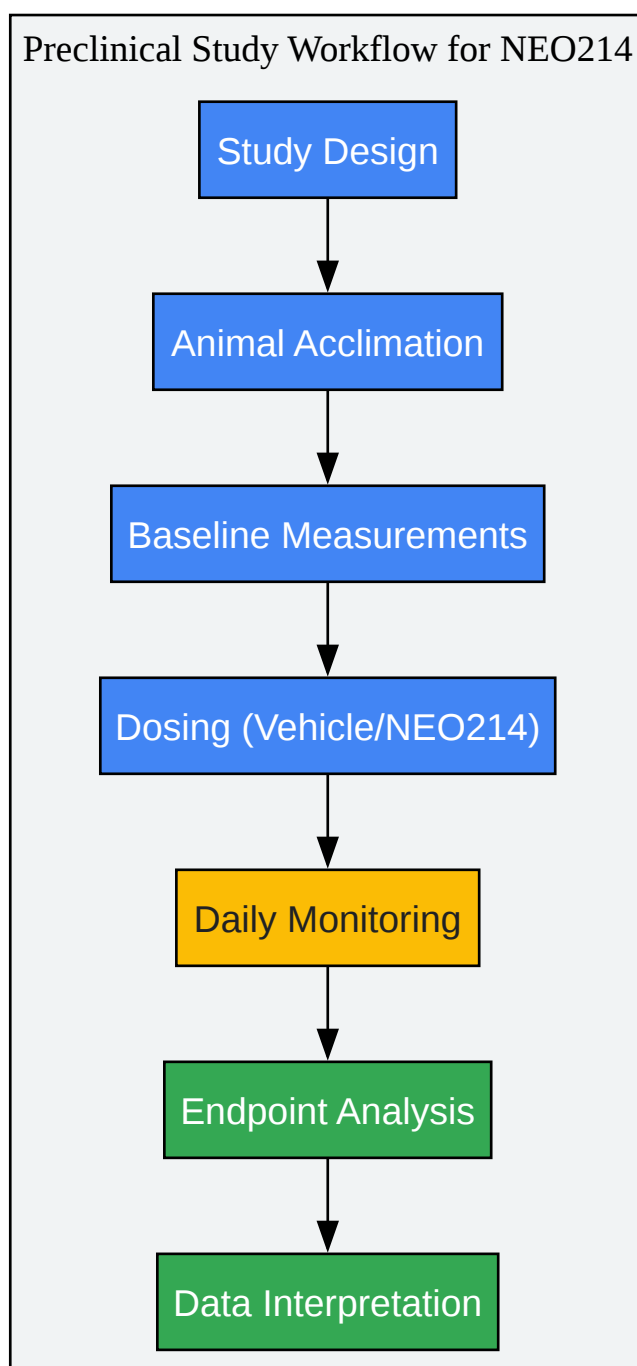 Preclinical Study Workflow for NEO214
Study Design
Animal Acclimation
Baseline Measurements
Dosing (Vehicle/NEO214)
Daily Monitoring
Endpoint Analysis
Data Interpretation